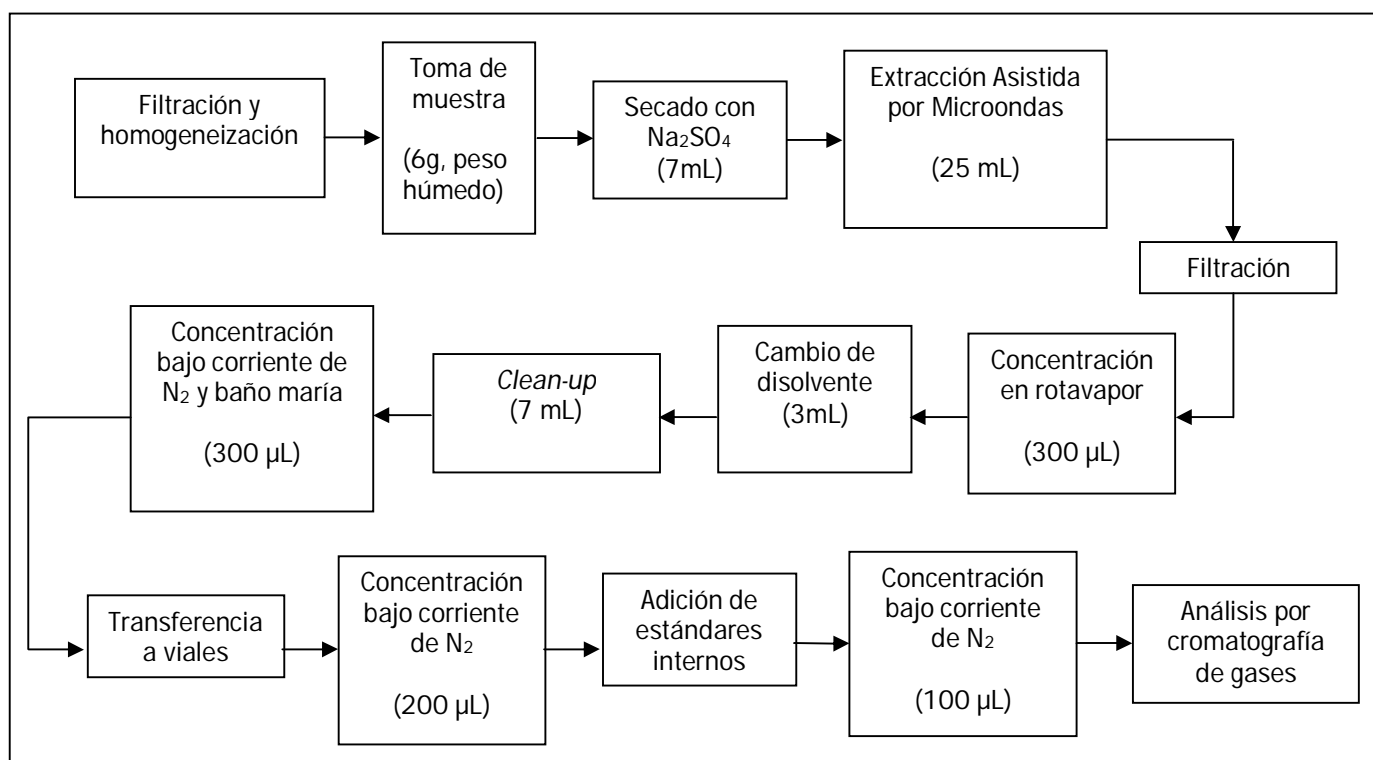 Filtración y
homogeneización
Toma de
muestra
(6g, peso
húmedo)
Secado con
Na₂SO₄
(7mL)
Extracción Asistida
por Microondas
(25 mL)
Filtración
Concentración
en rotavapor
(300 µL)
Cambio de
disolvente
(3mL)
Clean-up
(7 mL)
Concentración
bajo corriente de
N₂ y baño maría
(300 µL)
Transferencia
a viales
Concentración
bajo corriente
de N₂
(200 µL)
Adición de
estándares
internos
Concentración
bajo corriente
de N₂
(100 µL)
Análisis por
cromatografía
de gases